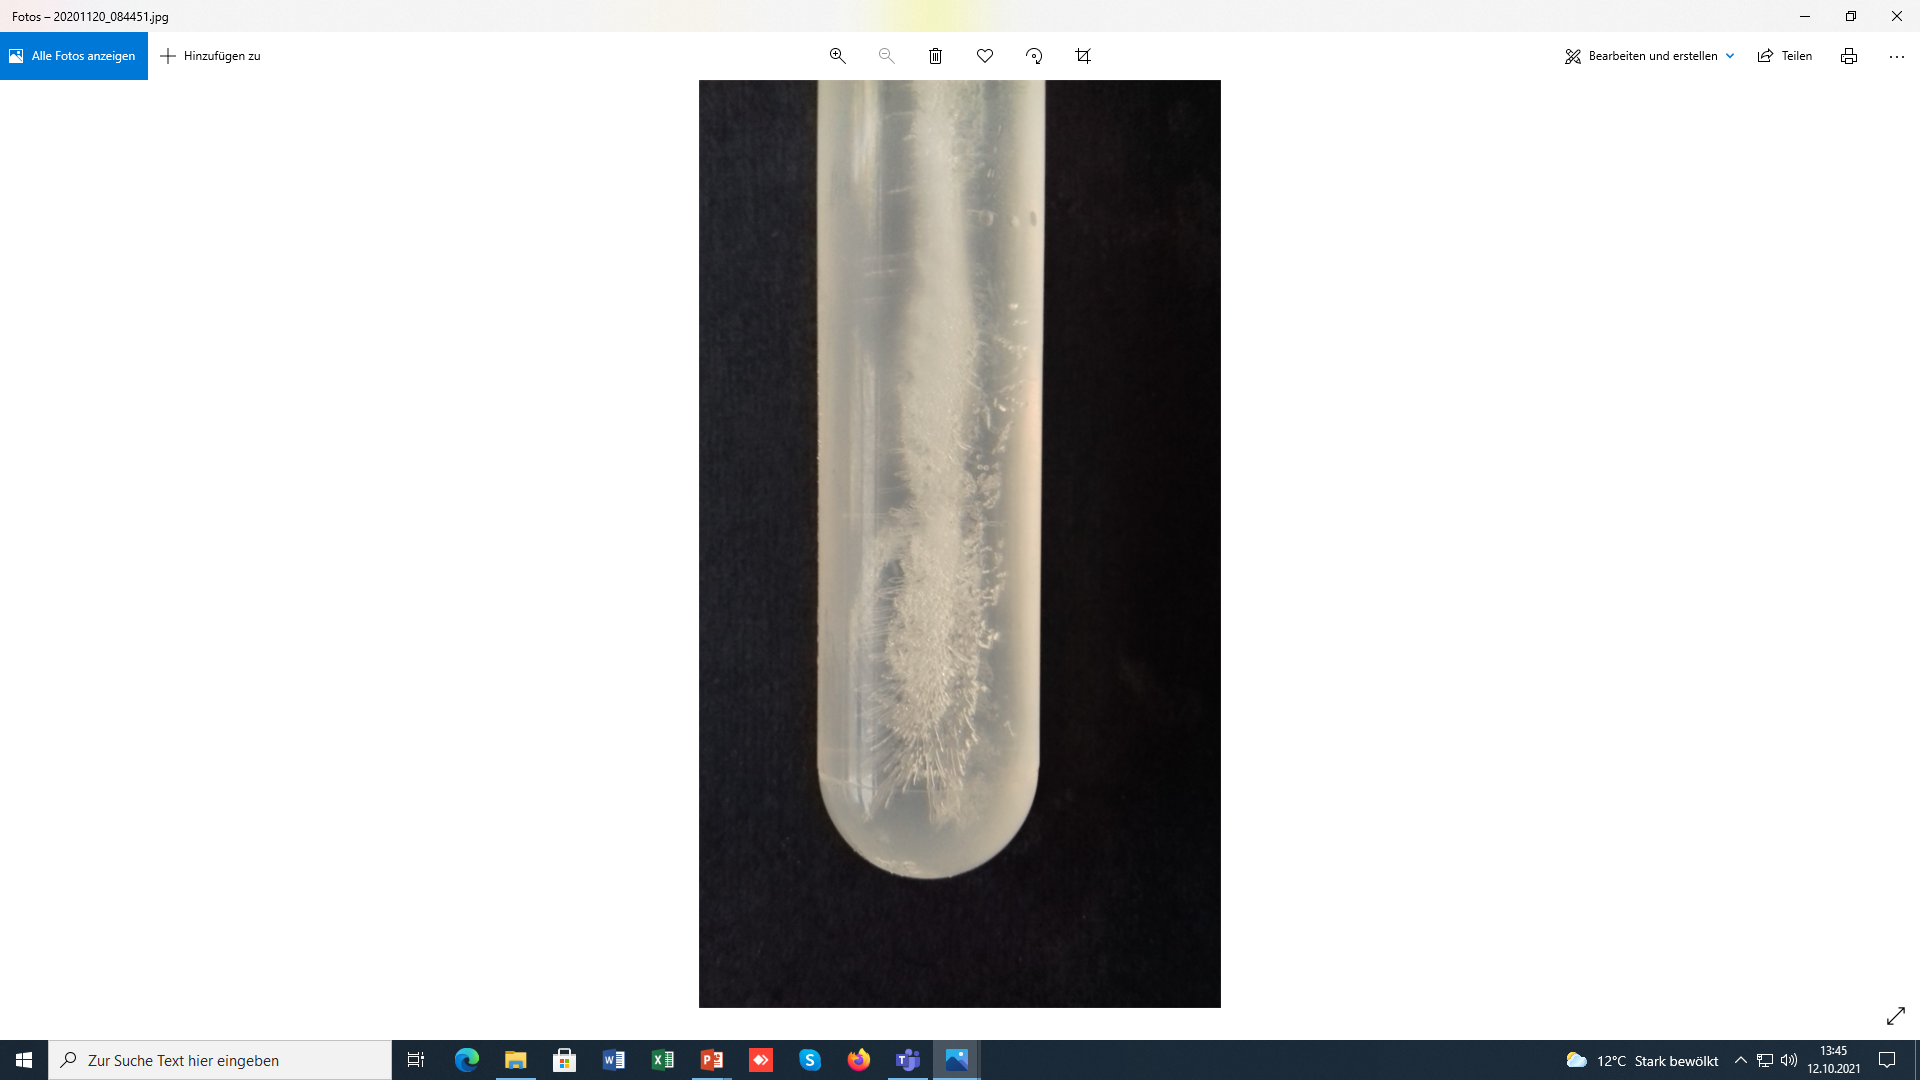 Fotos – 20201120_084451.jpg
Alle Fotos anzeigen
Hinzufügen zu
Bearbeiten und erstellen
Teilen
Zur Suche Text hier eingeben
12°C Stark bewölkt
13:45
12.10.2021